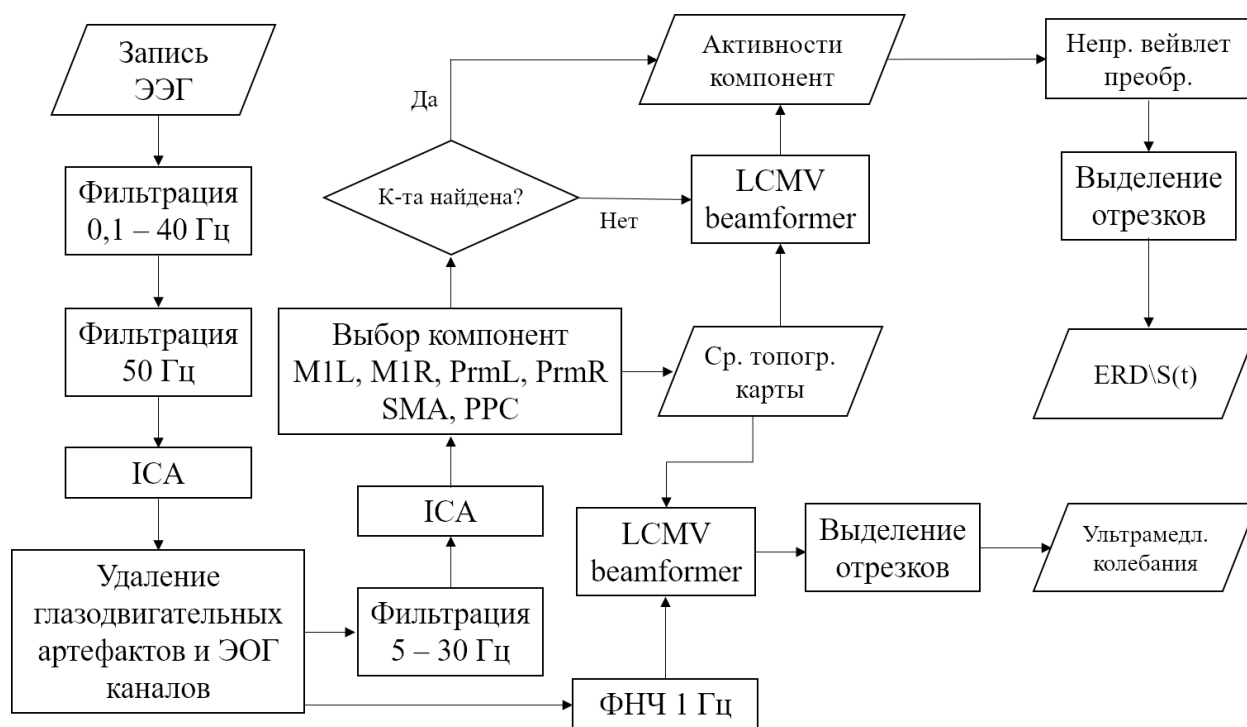 Запись
ЭЭГ
Фильтрация
0,1 – 40 Гц
Фильтрация
50 Гц
ICA
Удаление
глазодвигательных
артефактов и ЭОГ
каналов
Фильтрация
5 – 30 Гц
ICA
Выбор компонент
M1L, M1R, PrmL, PrmR
SMA, PPC
К-та найдена?
Да
Нет
Активности
компонент
LCMV
beamformer
Ср. топогр.
карты
Непр. вейвлет
преобр.
Выделение
отрезков
ERD\S(t)
ФНЧ 1 Гц
LCMV
beamformer
Выделение
отрезков
Ультрамедл.
колебания